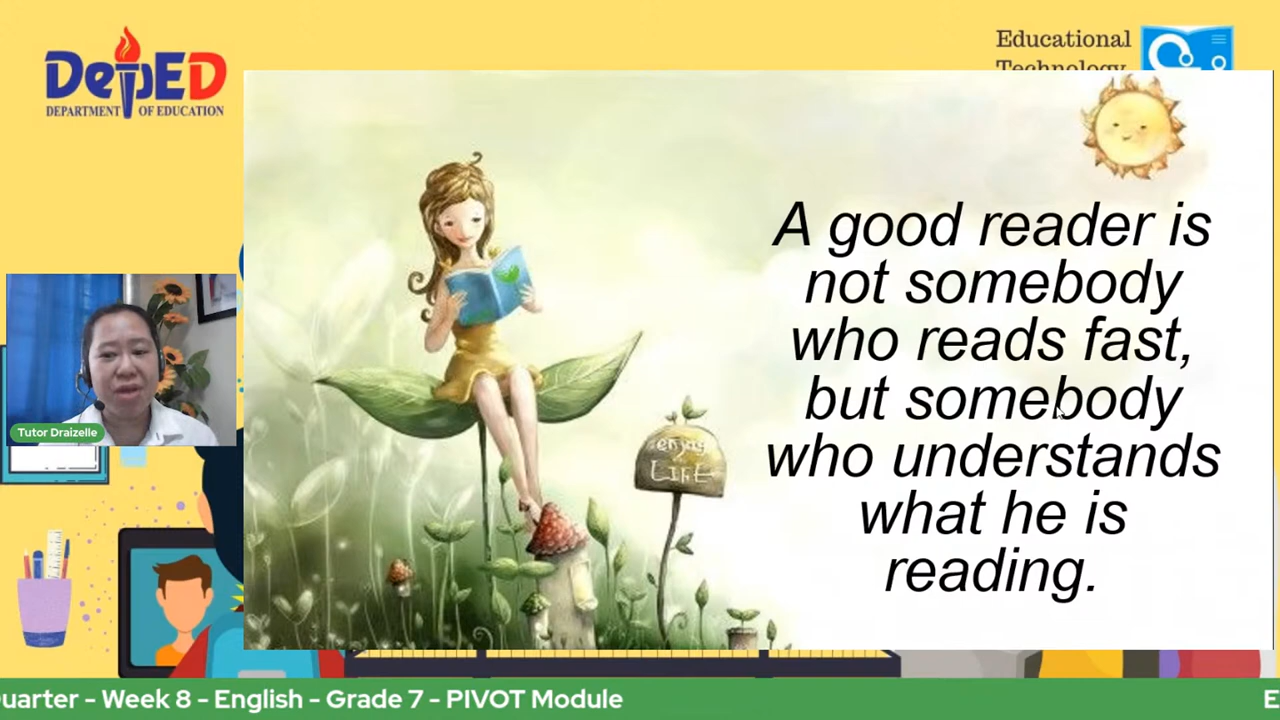 DepED
DEPARTMENT OF EDUCATION
Educational
Technology
A good reader is
not somebody
who reads fast,
but somebody
who understands
what he is
reading.
enjoy
LIFE
Tutor Draizelle
uarter - Week 8 - English - Grade 7 - PIVOT Module
E